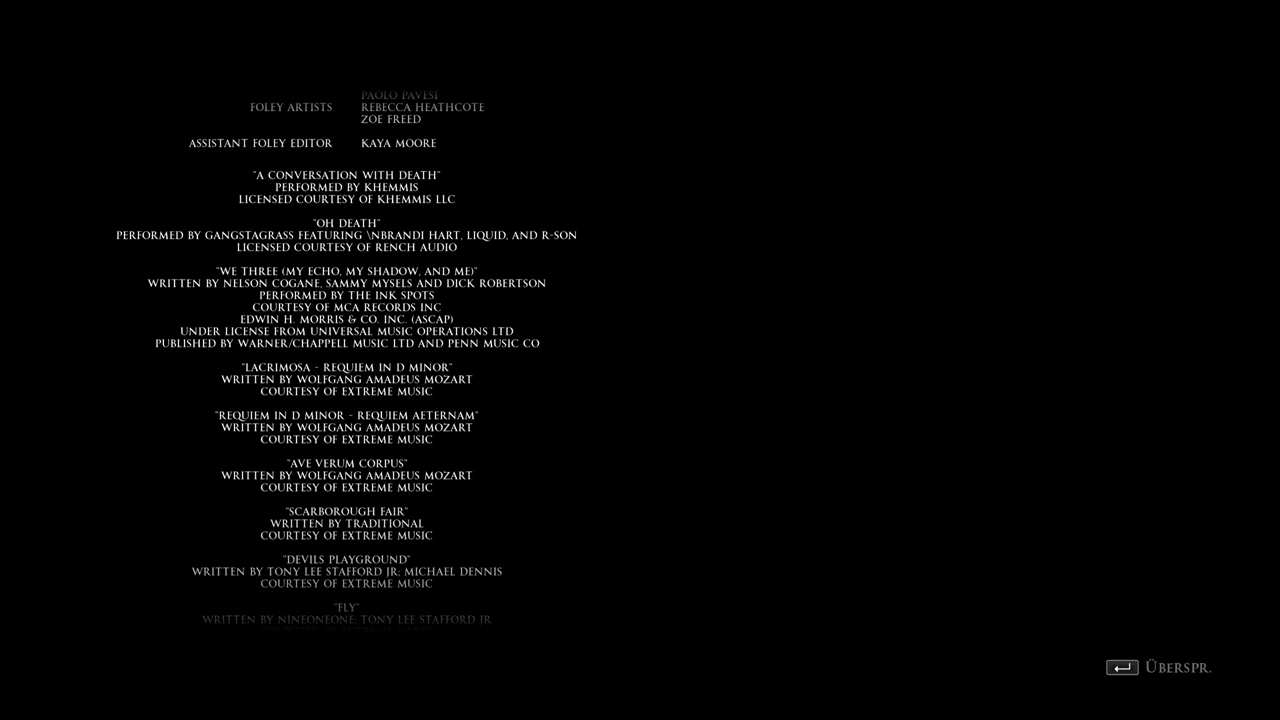 PAOLO PAVESI
FOLEY ARTISTS REBECCA HEATHCOTE
ZOE FREED
ASSISTANT FOLEY EDITOR KAYA MOORE
"A CONVERSATION WITH DEATH"
PERFORMED BY KHEMMIS
LICENSED COURTESY OF KHEMMIS LLC
"OH DEATH"
PERFORMED BY GANGSTAGRASS FEATURING \NBRANDI HART, LIQUID, AND R-SON
LICENSED COURTESY OF RENCH AUDIO
"WE THREE (MY ECHO, MY SHADOW, AND ME)"
WRITTEN BY NELSON COGANE, SAMMY MYSELS AND DICK ROBERTSON
PERFORMED BY THE INK SPOTS
COURTESY OF MCA RECORDS INC
EDWIN H. MORRIS & CO. INC. (ASCAP)
UNDER LICENSE FROM UNIVERSAL MUSIC OPERATIONS LTD
PUBLISHED BY WARNER/CHAPPELL MUSIC LTD AND PENN MUSIC CO
"LACRIMOSA - REQUIEM IN D MINOR"
WRITTEN BY WOLFGANG AMADEUS MOZART
COURTESY OF EXTREME MUSIC
"REQUIEM IN D MINOR - REQUIEM AETERNAM"
WRITTEN BY WOLFGANG AMADEUS MOZART
COURTESY OF EXTREME MUSIC
"AVE VERUM CORPUS"
WRITTEN BY WOLFGANG AMADEUS MOZART
COURTESY OF EXTREME MUSIC
"SCARBOROUGH FAIR"
WRITTEN BY TRADITIONAL
COURTESY OF EXTREME MUSIC
"DEVILS PLAYGROUND"
WRITTEN BY TONY LEE STAFFORD JR; MICHAEL DENNIS
COURTESY OF EXTREME MUSIC
"FLY"
WRITTEN BY NINEONEONE; TONY LEE STAFFORD JR
ÜBERSPR.